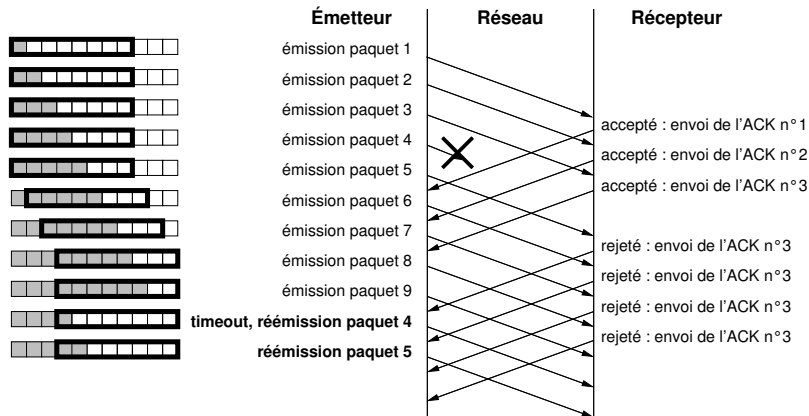 Émetteur Réseau Récepteur
émission paquet 1
émission paquet 2
émission paquet 3
accepté : envoi de l'ACK n°1
émission paquet 4
accepté : envoi de l'ACK n°2
émission paquet 5
accepté : envoi de l'ACK n°3
émission paquet 6
émission paquet 7
rejeté : envoi de l'ACK n°3
émission paquet 8
rejeté : envoi de l'ACK n°3
émission paquet 9
rejeté : envoi de l'ACK n°3
timeout, réémission paquet 4
rejeté : envoi de l'ACK n°3
réémission paquet 5